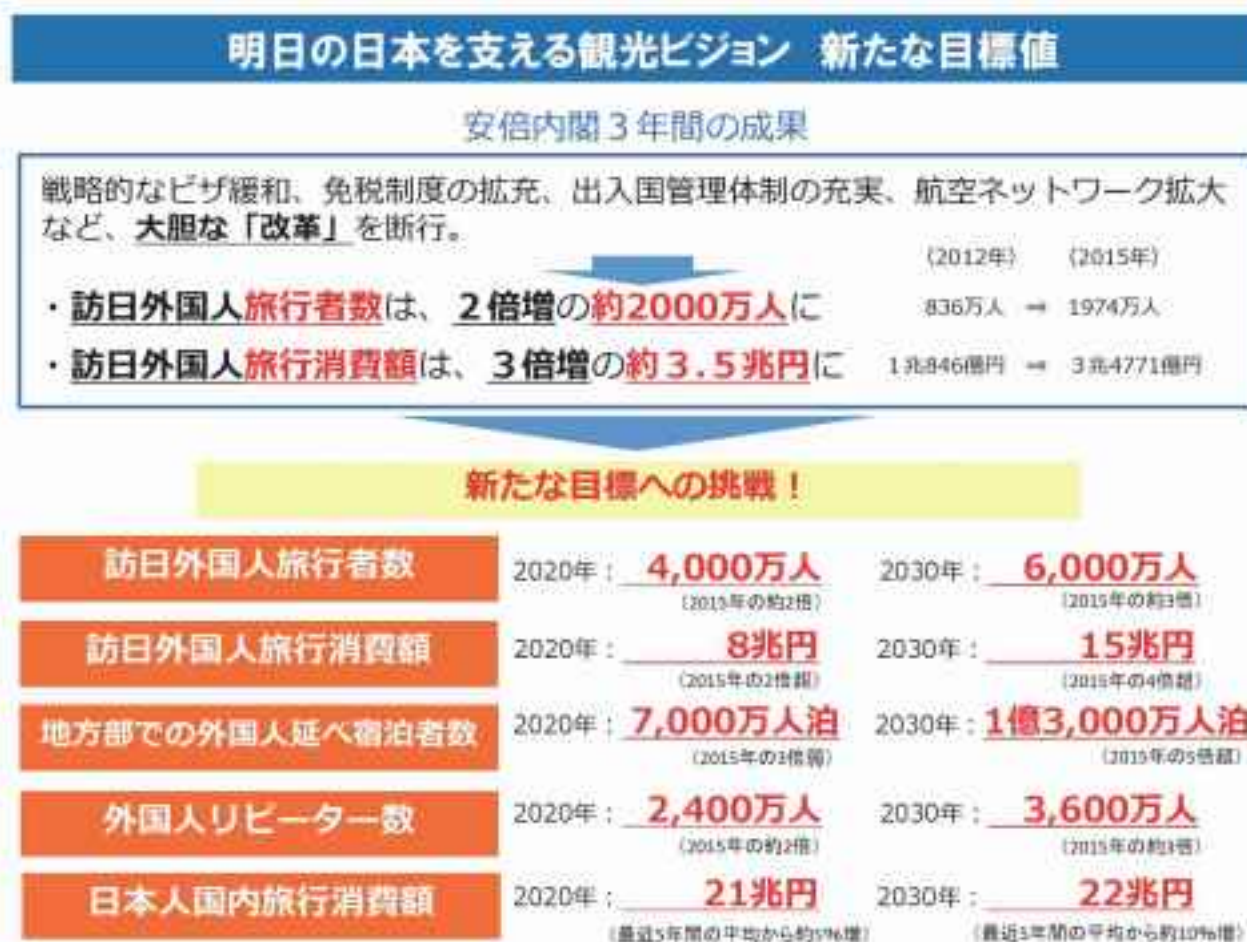 明日の日本を支える観光ビジョン 新たな目標値
安倍内閣３年間の成果
戦略的なビザ緩和、免税制度の拡充、出入国管理体制の充実、航空ネットワーク拡大
など、大胆な「改革」を断行。
（2012年） （2015年）
・訪日外国人旅行者数は、２倍増の約2000万人に 836万人 ⇒ 1974万人
・訪日外国人旅行消費額は、３倍増の約３.５兆円に 1兆846億円 ⇒ 3兆4771億円
新たな目標への挑戦！
訪日外国人旅行者数 2020年： 4,000万人 2030年： 6,000万人
（2015年の約2倍） （2015年の約3倍）
訪日外国人旅行消費額 2020年： 8兆円 2030年： 15兆円
（2015年の2倍超） （2015年の4倍超）
地方部での外国人延べ宿泊者数 2020年： 7,000万人泊 2030年： 1億3,000万人泊
（2015年の3倍弱） （2015年の5倍超）
外国人リピーター数 2020年： 2,400万人 2030年： 3,600万人
（2015年の約2倍） （2015年の約3倍）
日本人国内旅行消費額 2020年： 21兆円 2030年： 22兆円
（最近5年間の平均から約5%増） （最近5年間の平均から約10%増）